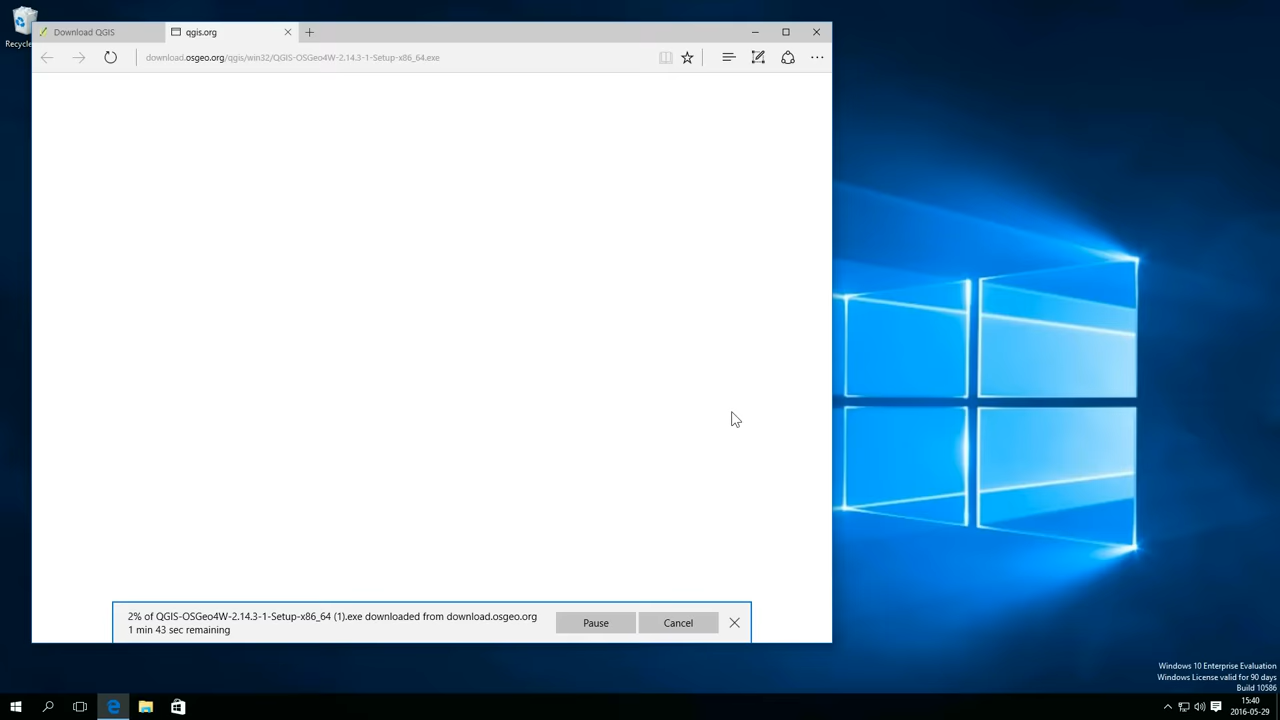 Recycle
Download QGIS
qgis.org
download.osgeo.org/qgis/win32/QGIS-OSGeo4W-2.14.3-1-Setup-x86_64.exe
2% of QGIS-OSGeo4W-2.14.3-1-Setup-x86_64 (1).exe downloaded from download.osgeo.org
1 min 43 sec remaining
Pause
Cancel
Windows 10 Enterprise Evaluation
Windows License valid for 90 days
Build 10586
15:40
2016-05-29